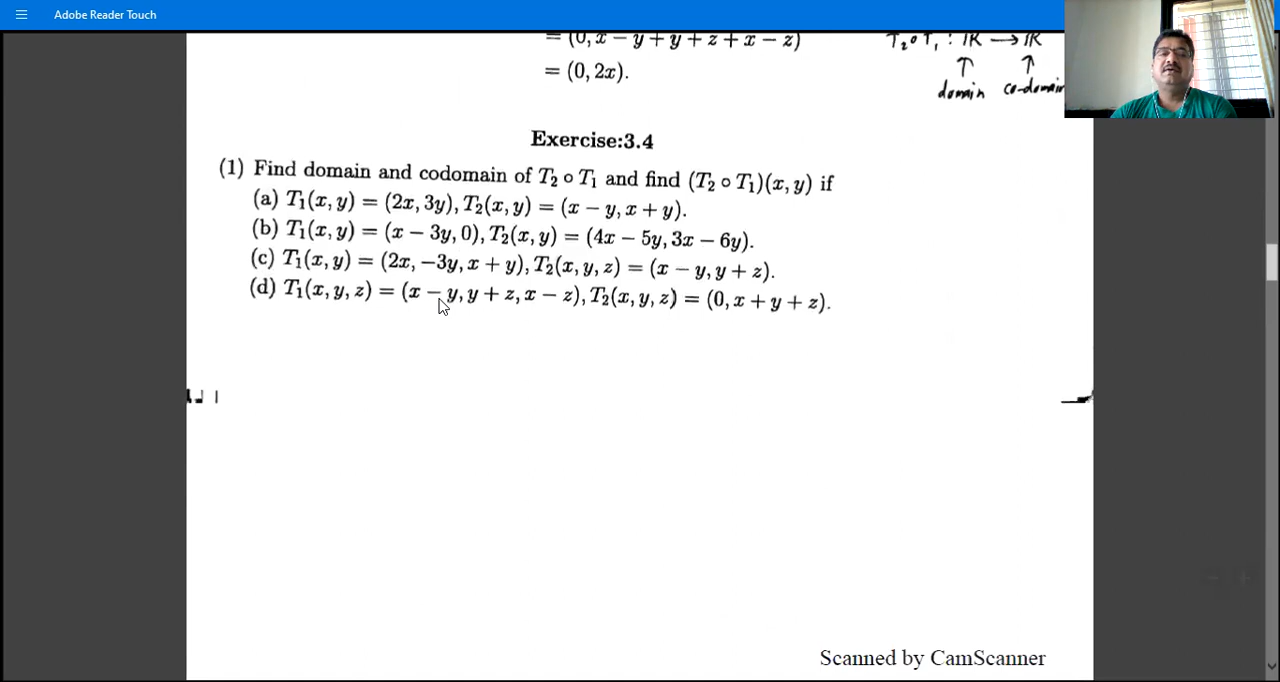 Adobe Reader Touch
= (0, x − y + y + z + x − z)
= (0, 2x).
T₂∘T₁ : ℝ → ℝ
↑ ↑
domain co-domain
Exercise:3.4
(1) Find domain and codomain of T₂ ∘ T₁ and find (T₂ ∘ T₁)(x, y) if
(a) T₁(x, y) = (2x, 3y), T₂(x, y) = (x − y, x + y).
(b) T₁(x, y) = (x − 3y, 0), T₂(x, y) = (4x − 5y, 3x − 6y).
(c) T₁(x, y) = (2x, −3y, x + y), T₂(x, y, z) = (x − y, y + z).
(d) T₁(x, y, z) = (x − y, y + z, x − z), T₂(x, y, z) = (0, x + y + z).
Scanned by CamScanner